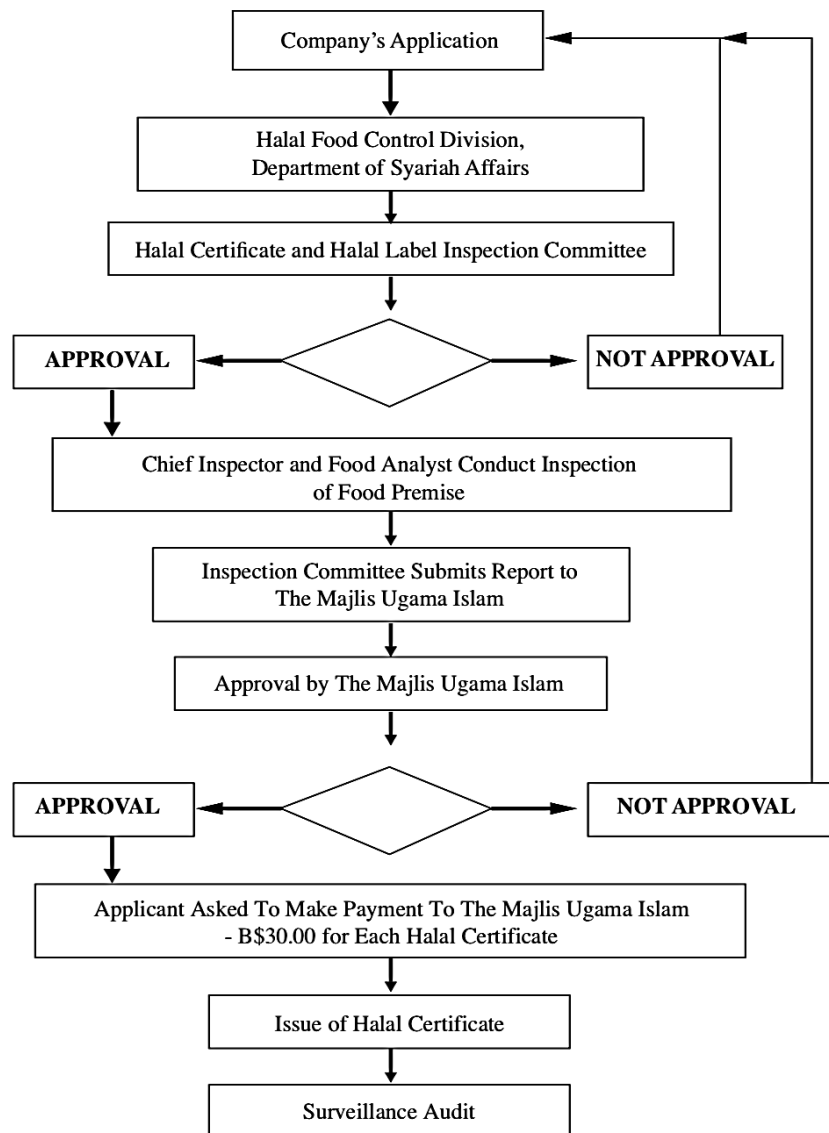 Company's Application
Halal Food Control Division,
Department of Syariah Affairs
Halal Certificate and Halal Label Inspection Committee
APPROVAL
NOT APPROVAL
Chief Inspector and Food Analyst Conduct Inspection
of Food Premise
Inspection Committee Submits Report to
The Majlis Ugama Islam
Approval by The Majlis Ugama Islam
APPROVAL
NOT APPROVAL
Applicant Asked To Make Payment To The Majlis Ugama Islam
- B$30.00 for Each Halal Certificate
Issue of Halal Certificate
Surveillance Audit